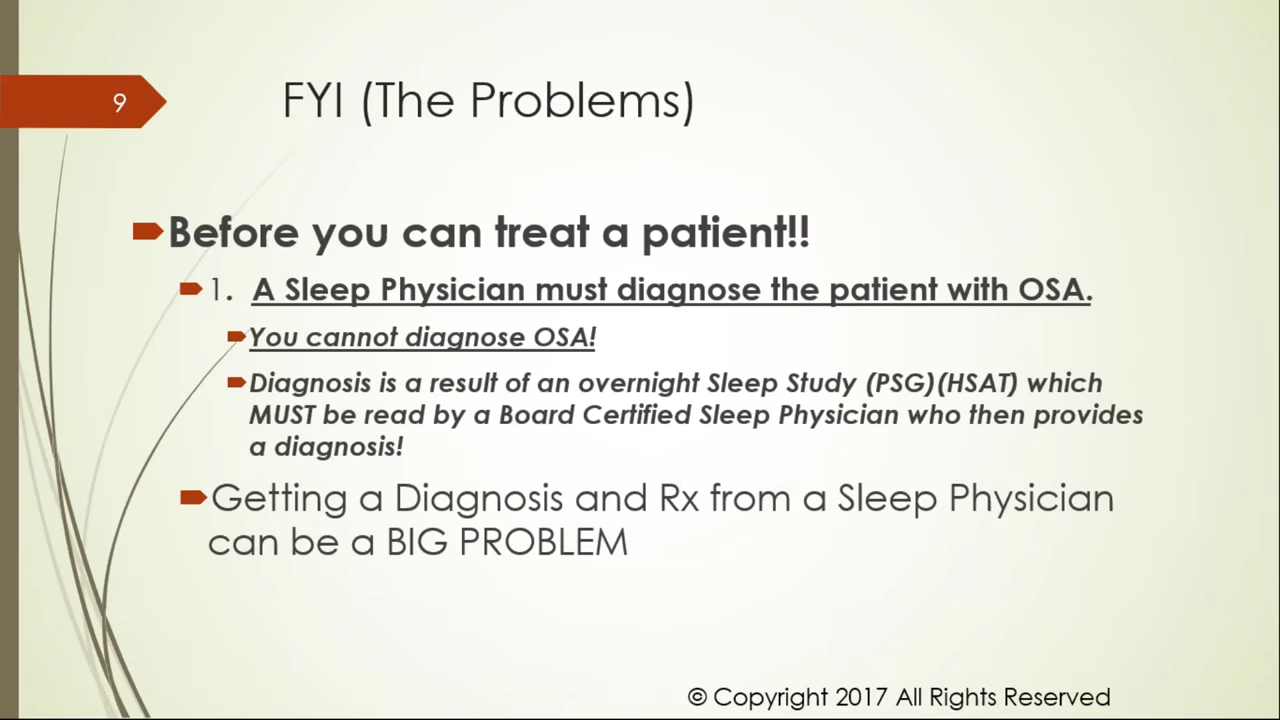 9
FYI (The Problems)
Before you can treat a patient!!
1. A Sleep Physician must diagnose the patient with OSA.
You cannot diagnose OSA!
Diagnosis is a result of an overnight Sleep Study (PSG)(HSAT) which
MUST be read by a Board Certified Sleep Physician who then provides
a diagnosis!
Getting a Diagnosis and Rx from a Sleep Physician
can be a BIG PROBLEM
© Copyright 2017 All Rights Reserved